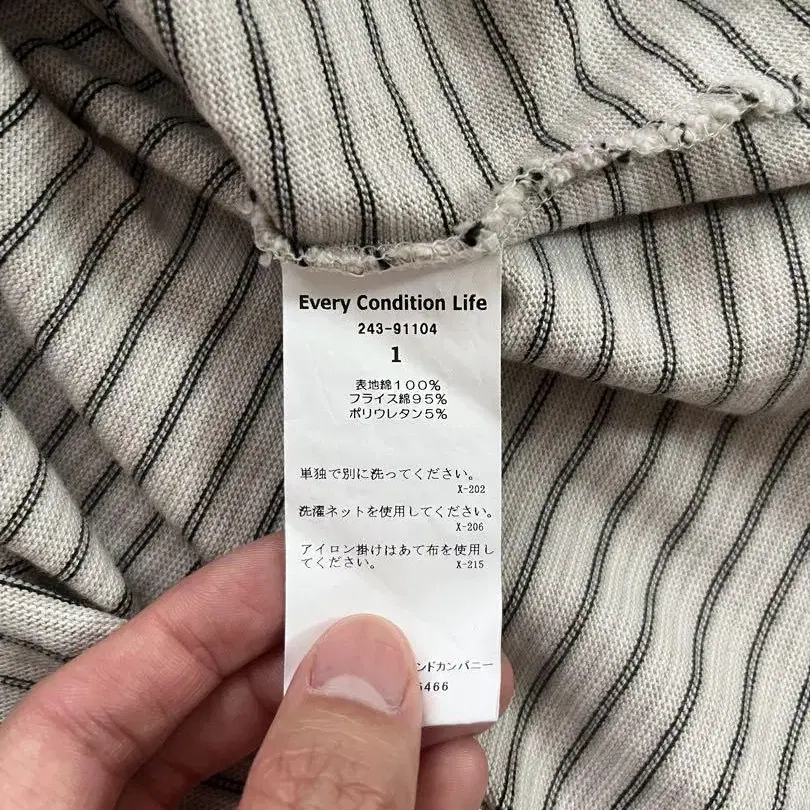 Every Condition Life
243-91104
1
表地綿100%
フライス綿95%
ポリウレタン5%
単独で別に洗ってください。
X-202
洗濯ネットを使用してください。
X-206
アイロン掛けはあて布を使用し
てください。 X-215
ンドカンパニー
5466